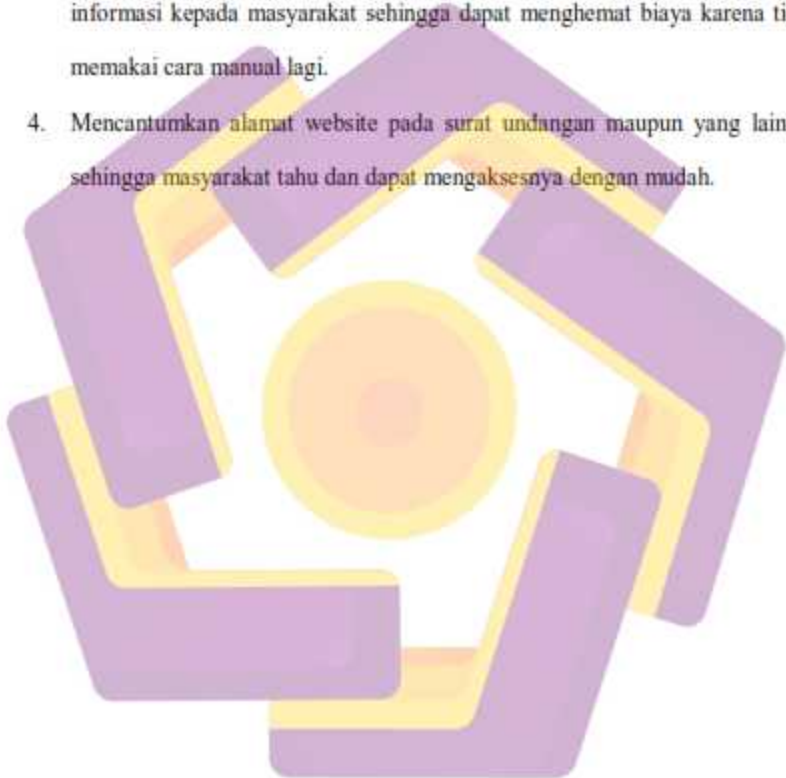 informasi kepada masyarakat sehingga dapat menghemat biaya karena ti
memakai cara manual lagi.
4. Mencantumkan alamat website pada surat undangan maupun yang lain
sehingga masyarakat tahu dan dapat mengaksesnya dengan mudah.